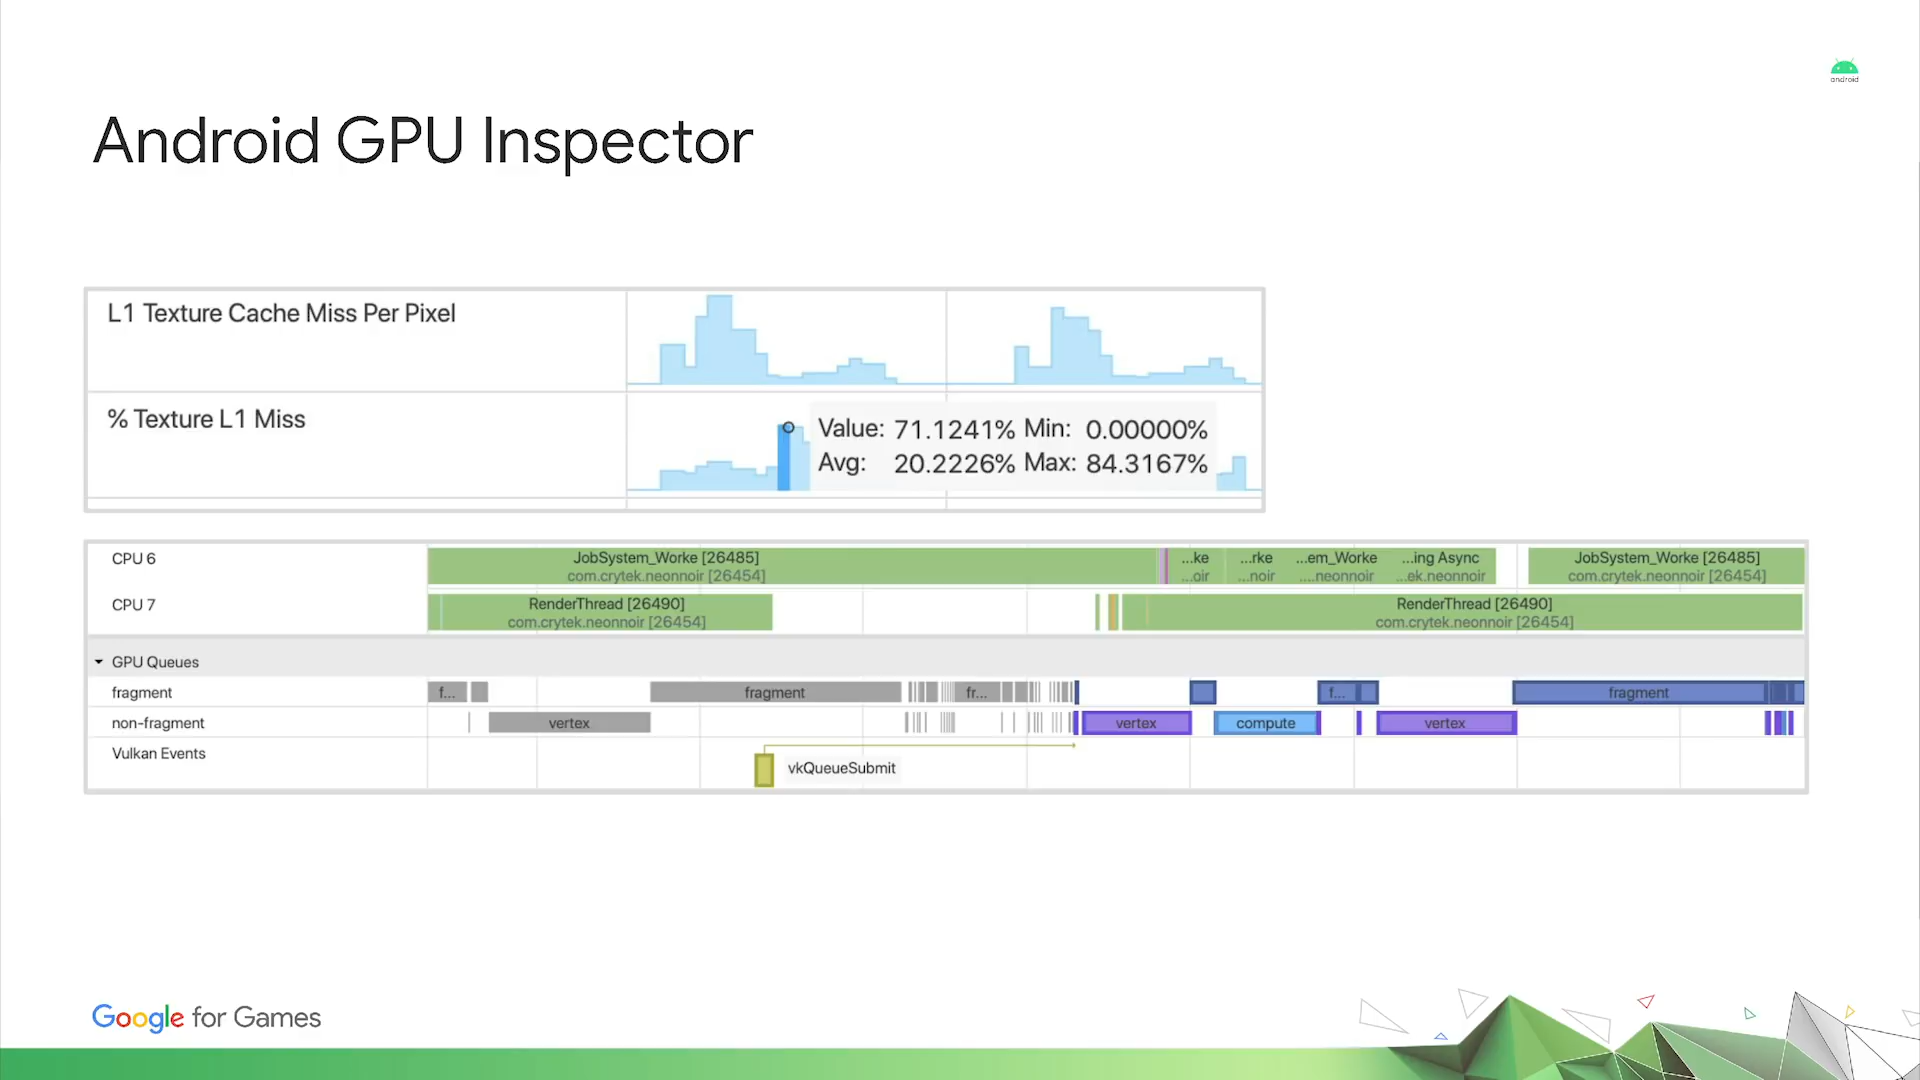 android
Android GPU Inspector
L1 Texture Cache Miss Per Pixel
% Texture L1 Miss
Value: 71.1241% Min: 0.00000%
Avg: 20.2226% Max: 84.3167%
CPU 6
JobSystem_Worke [26485]
com.crytek.neonnoir [26454]
...ke
...oir
...rke
...noir
...em_Worke
....neonnoir
...ing Async
...ek.neonnoir
JobSystem_Worke [26485]
com.crytek.neonnoir [26454]
CPU 7
RenderThread [26490]
com.crytek.neonnoir [26454]
RenderThread [26490]
com.crytek.neonnoir [26454]
GPU Queues
fragment
f...
fragment
fr...
f...
fragment
non-fragment
vertex
vertex
compute
vertex
Vulkan Events
vkQueueSubmit
Google for Games